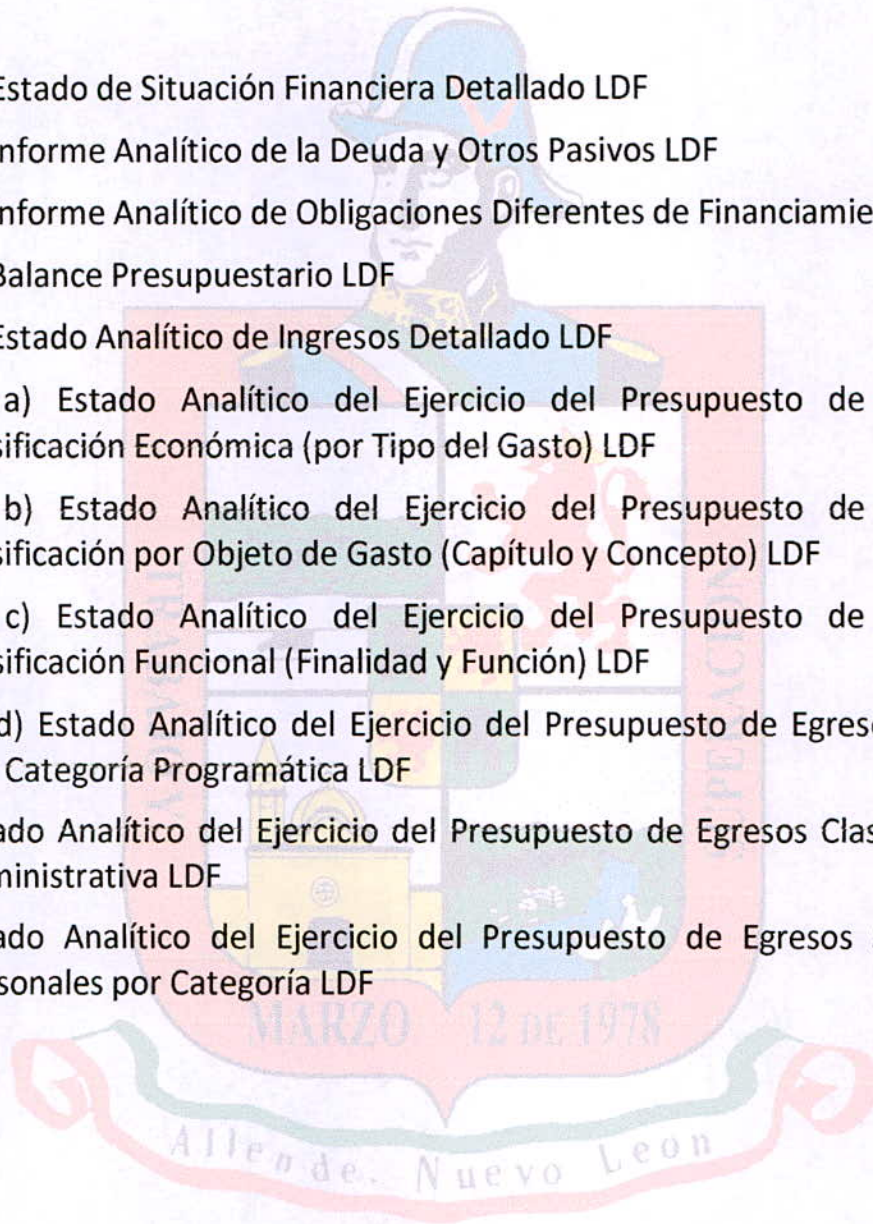 Estado de Situación Financiera Detallado LDF
nforme Analítico de la Deuda y Otros Pasivos LDF
nforme Analítico de Obligaciones Diferentes de Financiamie
Balance Presupuestario LDF
Estado Analítico de Ingresos Detallado LDF
a) Estado Analítico del Ejercicio del Presupuesto de
sificación Económica (por Tipo del Gasto) LDF
b) Estado Analítico del Ejercicio del Presupuesto de
sificación por Objeto de Gasto (Capítulo y Concepto) LDF
c) Estado Analítico del Ejercicio del Presupuesto de
sificación Funcional (Finalidad y Función) LDF
d) Estado Analítico del Ejercicio del Presupuesto de Egreso
Categoría Programática LDF
ado Analítico del Ejercicio del Presupuesto de Egresos Clas
ministrativa LDF
ado Analítico del Ejercicio del Presupuesto de Egresos
sonales por Categoría LDF
MARZO 12 DE 1978
Allende. Nuevo Leon